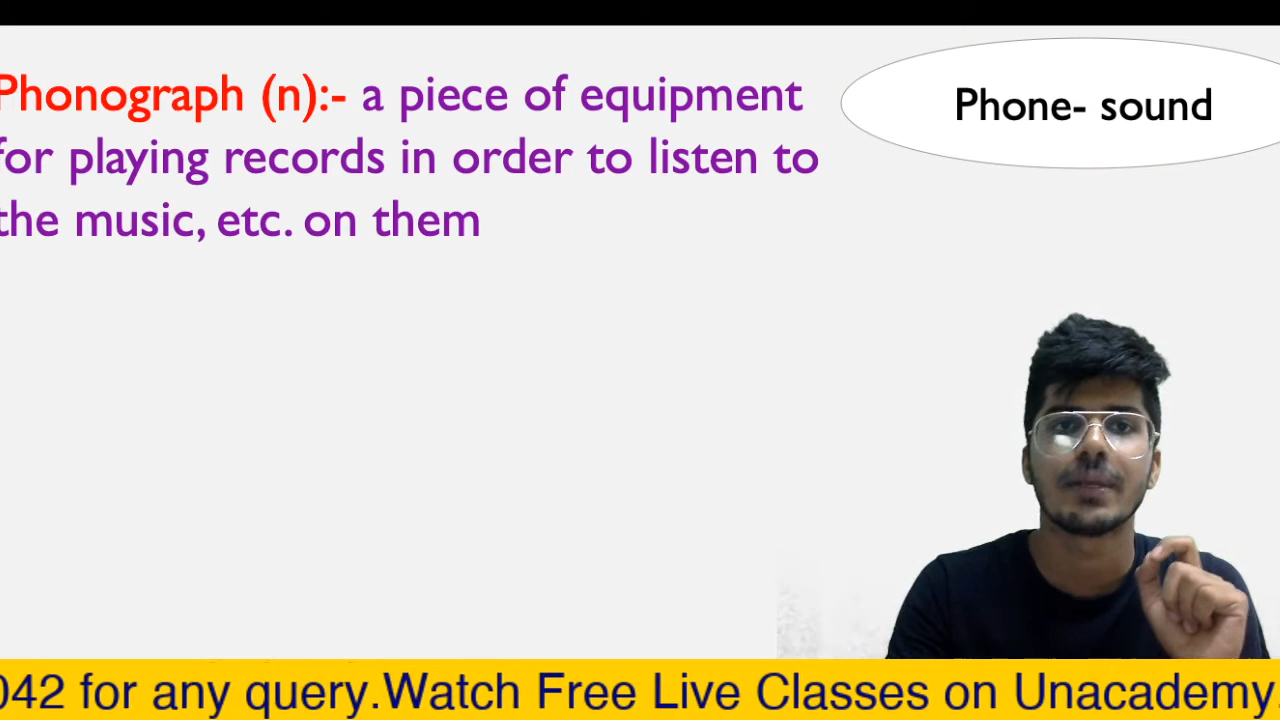 Phonograph (n):- a piece of equipment
for playing records in order to listen to
the music, etc. on them
Phone- sound
042 for any query.Watch Free Live Classes on Unacademy.